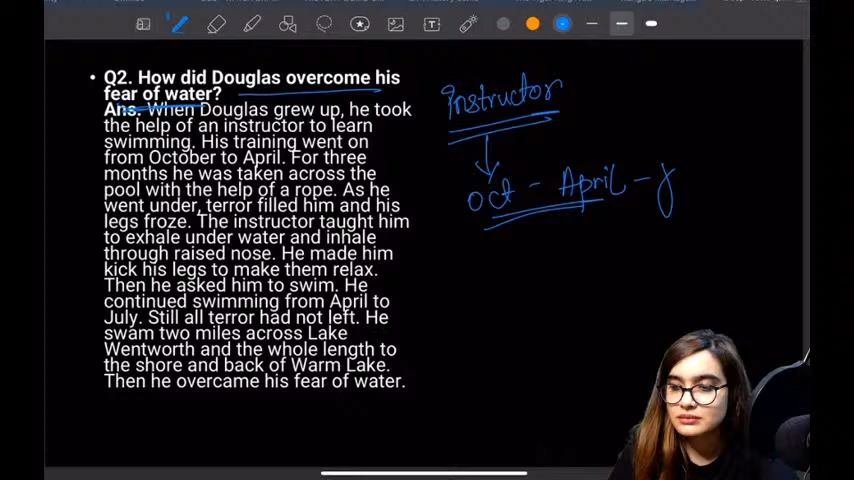 • Q2. How did Douglas overcome his
fear of water?
Ans. When Douglas grew up, he took
the help of an instructor to learn
swimming. His training went on
from October to April. For three
months he was taken across the
pool with the help of a rope. As he
went under, terror filled him and his
legs froze. The instructor taught him
to exhale under water and inhale
through raised nose. He made him
kick his legs to make them relax.
Then he asked him to swim. He
continued swimming from April to
July. Still all terror had not left. He
swam two miles across Lake
Wentworth and the whole length to
the shore and back of Warm Lake.
Then he overcame his fear of water.
Instructor
Oct - April - J